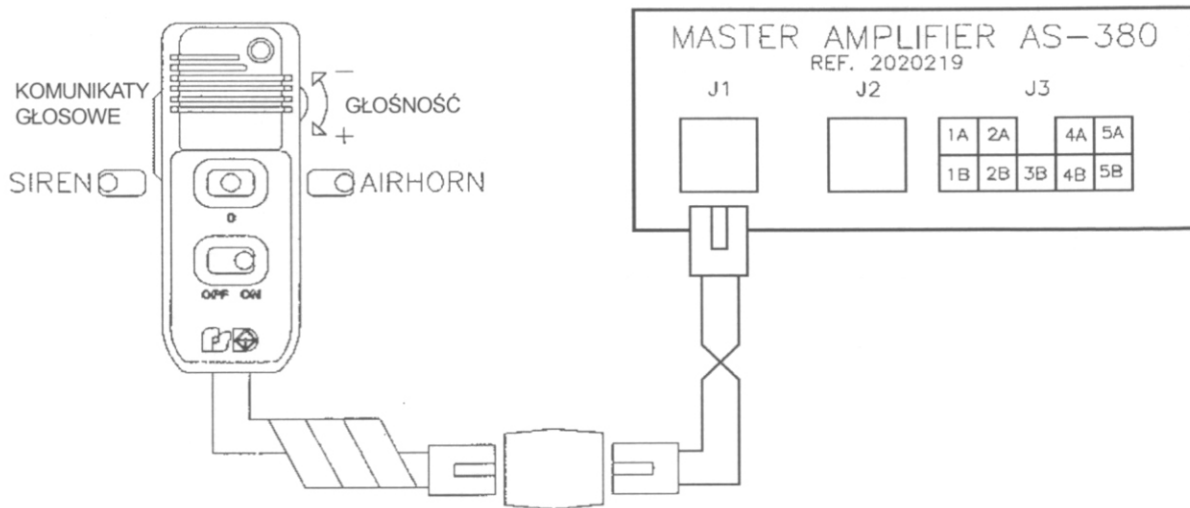 KOMUNIKATY
GŁOSOWE
−
GŁOŚNOŚĆ
+
SIREN
AIRHORN
0
OFF ON
MASTER AMPLIFIER AS-380
REF. 2020219
J1 J2 J3
1A 2A 4A 5A
1B 2B 3B 4B 5B